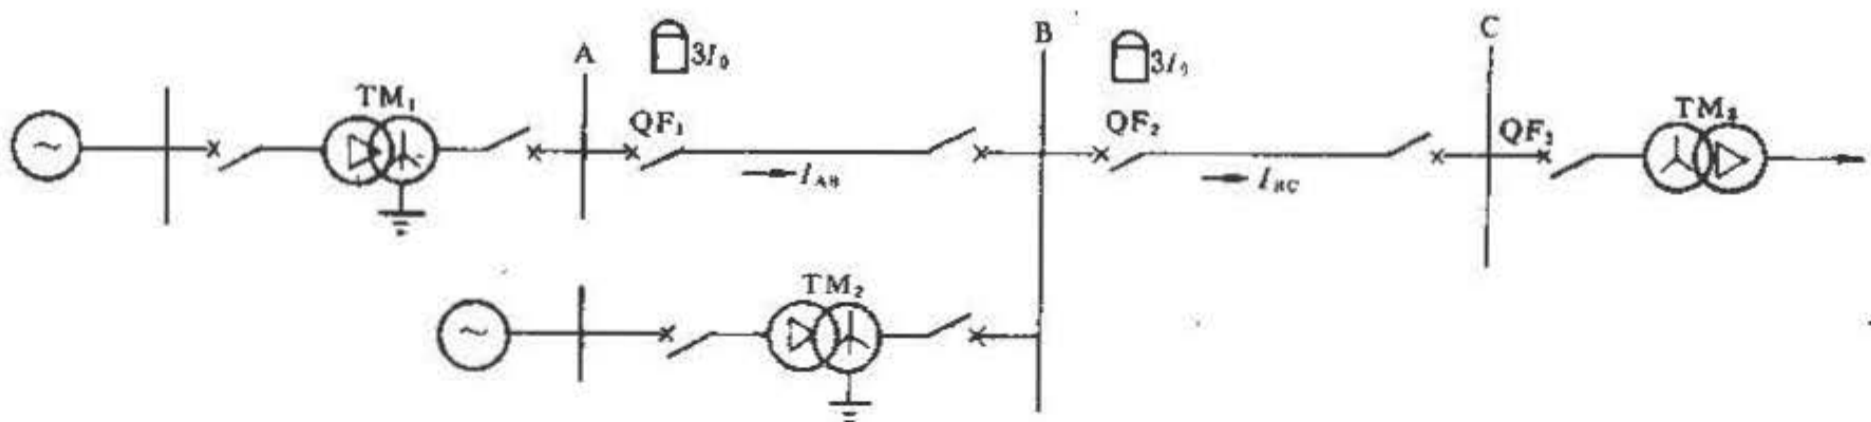 A
3I₀
B
3I₀
C
TM₁
QF₁
QF₂
QF₃
TM₃
~
I_AB
I_BC
TM₂
~